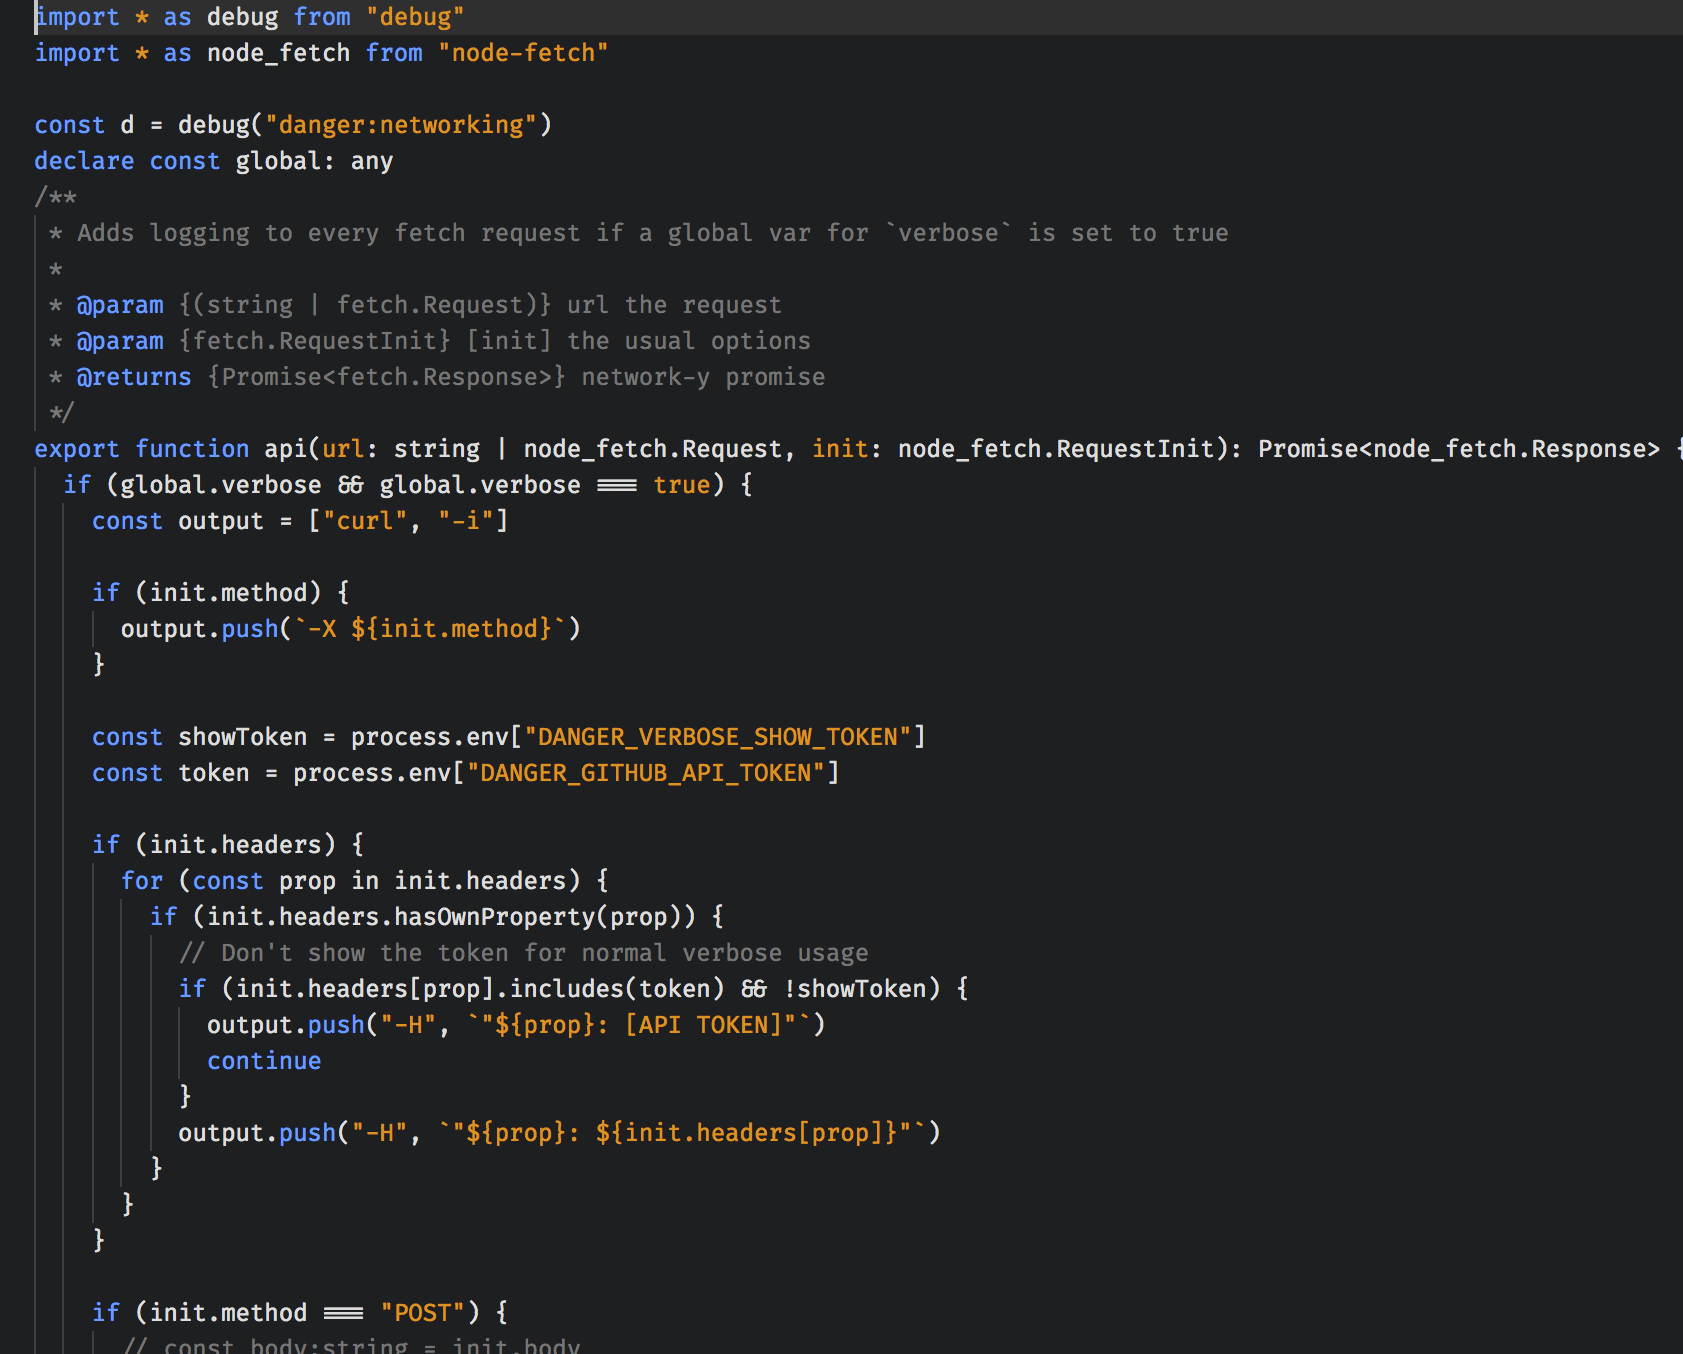 import * as debug from "debug"
import * as node_fetch from "node-fetch"

const d = debug("danger:networking")
declare const global: any
/**
 * Adds logging to every fetch request if a global var for `verbose` is set to true
 *
 * @param {(string | fetch.Request)} url the request
 * @param {fetch.RequestInit} [init] the usual options
 * @returns {Promise<fetch.Response>} network-y promise
 */
export function api(url: string | node_fetch.Request, init: node_fetch.RequestInit): Promise<node_fetch.Response> {
  if (global.verbose && global.verbose === true) {
    const output = ["curl", "-i"]

    if (init.method) {
      output.push(`-X ${init.method}`)
    }

    const showToken = process.env["DANGER_VERBOSE_SHOW_TOKEN"]
    const token = process.env["DANGER_GITHUB_API_TOKEN"]

    if (init.headers) {
      for (const prop in init.headers) {
        if (init.headers.hasOwnProperty(prop)) {
          // Don't show the token for normal verbose usage
          if (init.headers[prop].includes(token) && !showToken) {
            output.push("-H", `"${prop}: [API TOKEN]"`)
            continue
          }
          output.push("-H", `"${prop}: ${init.headers[prop]}"`)
        }
      }
    }

    if (init.method === "POST") {
      // const body:string = init.body